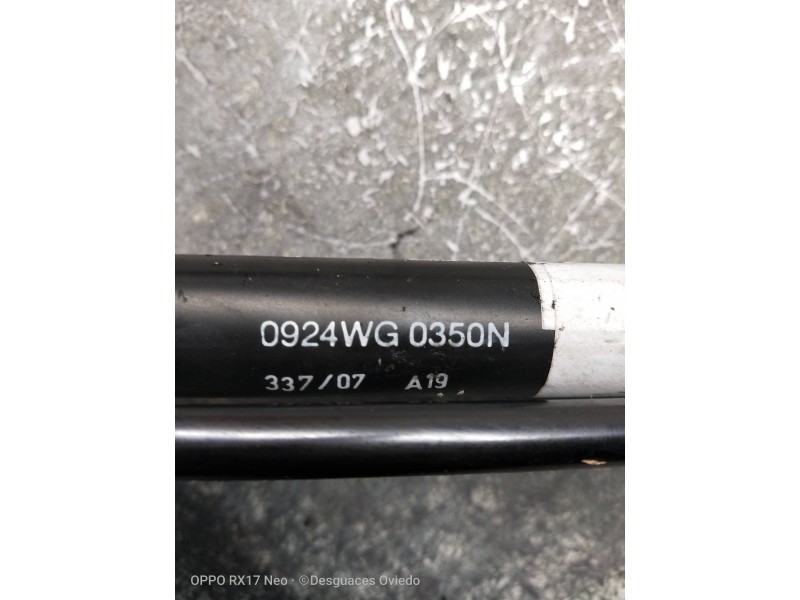 0924WG 0350N
337/07 A19
OPPO RX17 Neo · ©Desguaces Oviedo